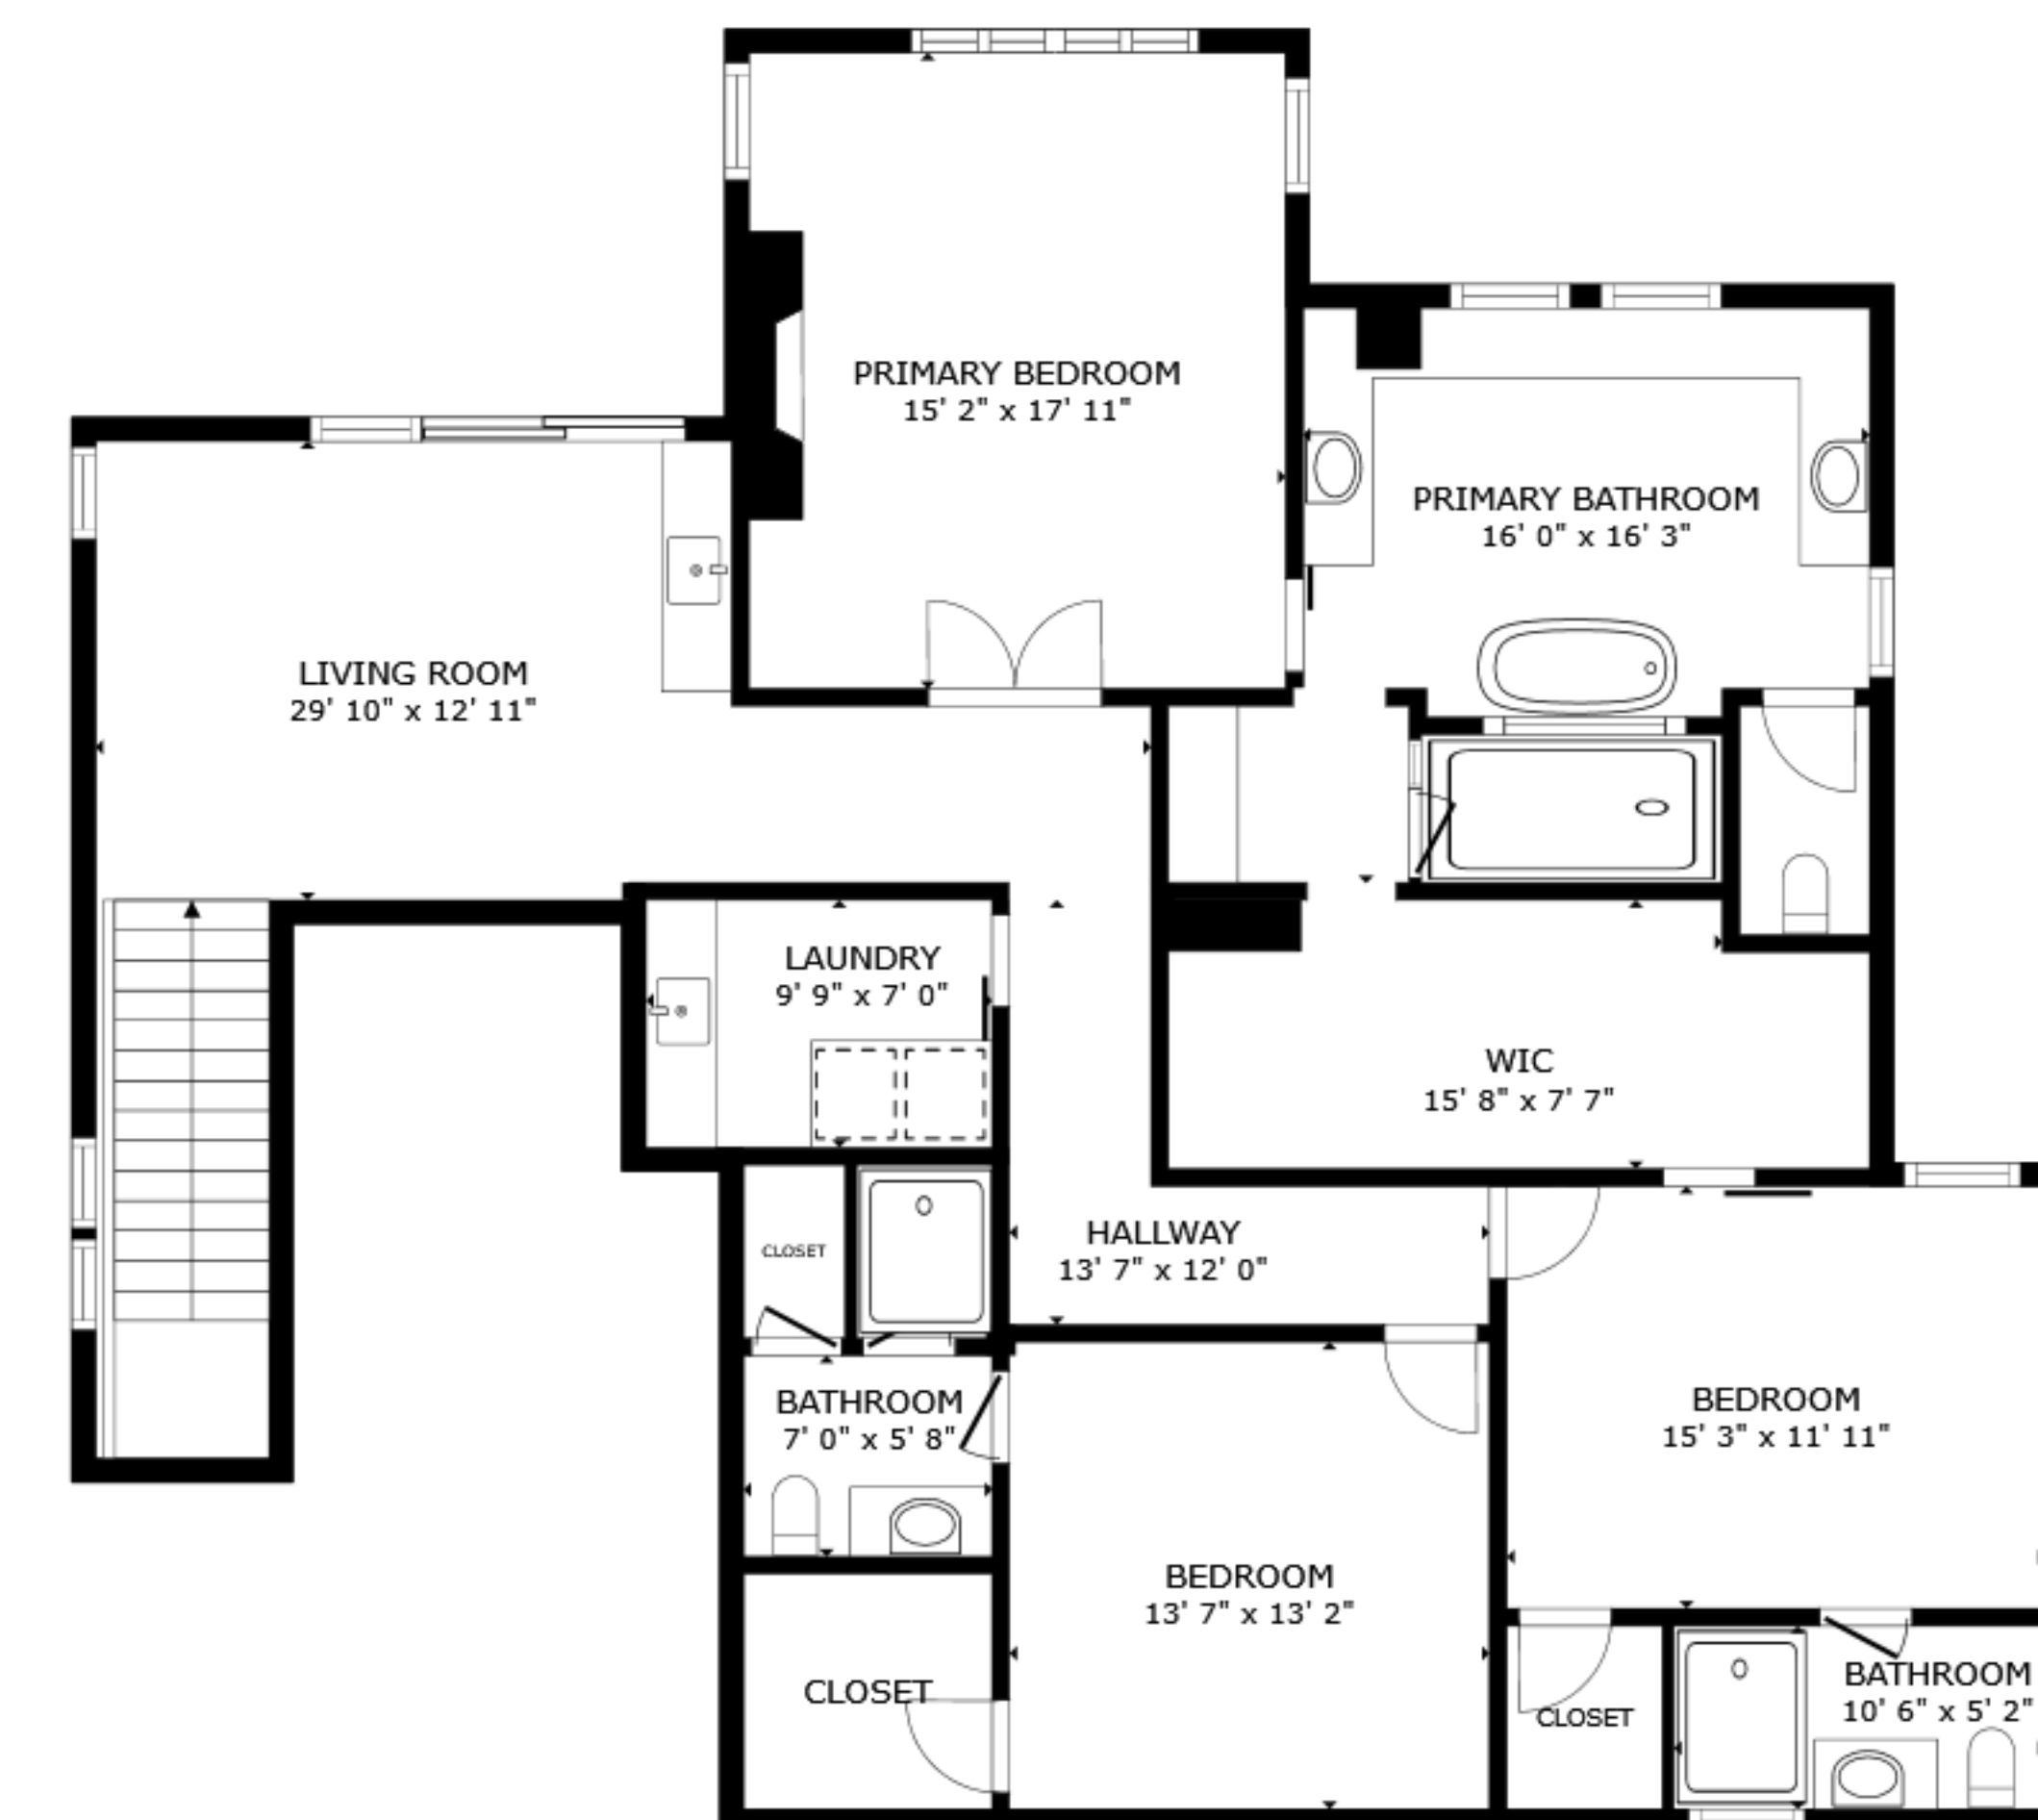 PRIMARY BEDROOM
15' 2" x 17' 11"
PRIMARY BATHROOM
16' 0" x 16' 3"
LIVING ROOM
29' 10" x 12' 11"
LAUNDRY
9' 9" x 7' 0"
WIC
15' 8" x 7' 7"
HALLWAY
13' 7" x 12' 0"
CLOSET
BATHROOM
7' 0" x 5' 8"
BEDROOM
15' 3" x 11' 11"
BEDROOM
13' 7" x 13' 2"
CLOSET
CLOSET
BATHROOM
10' 6" x 5' 2"